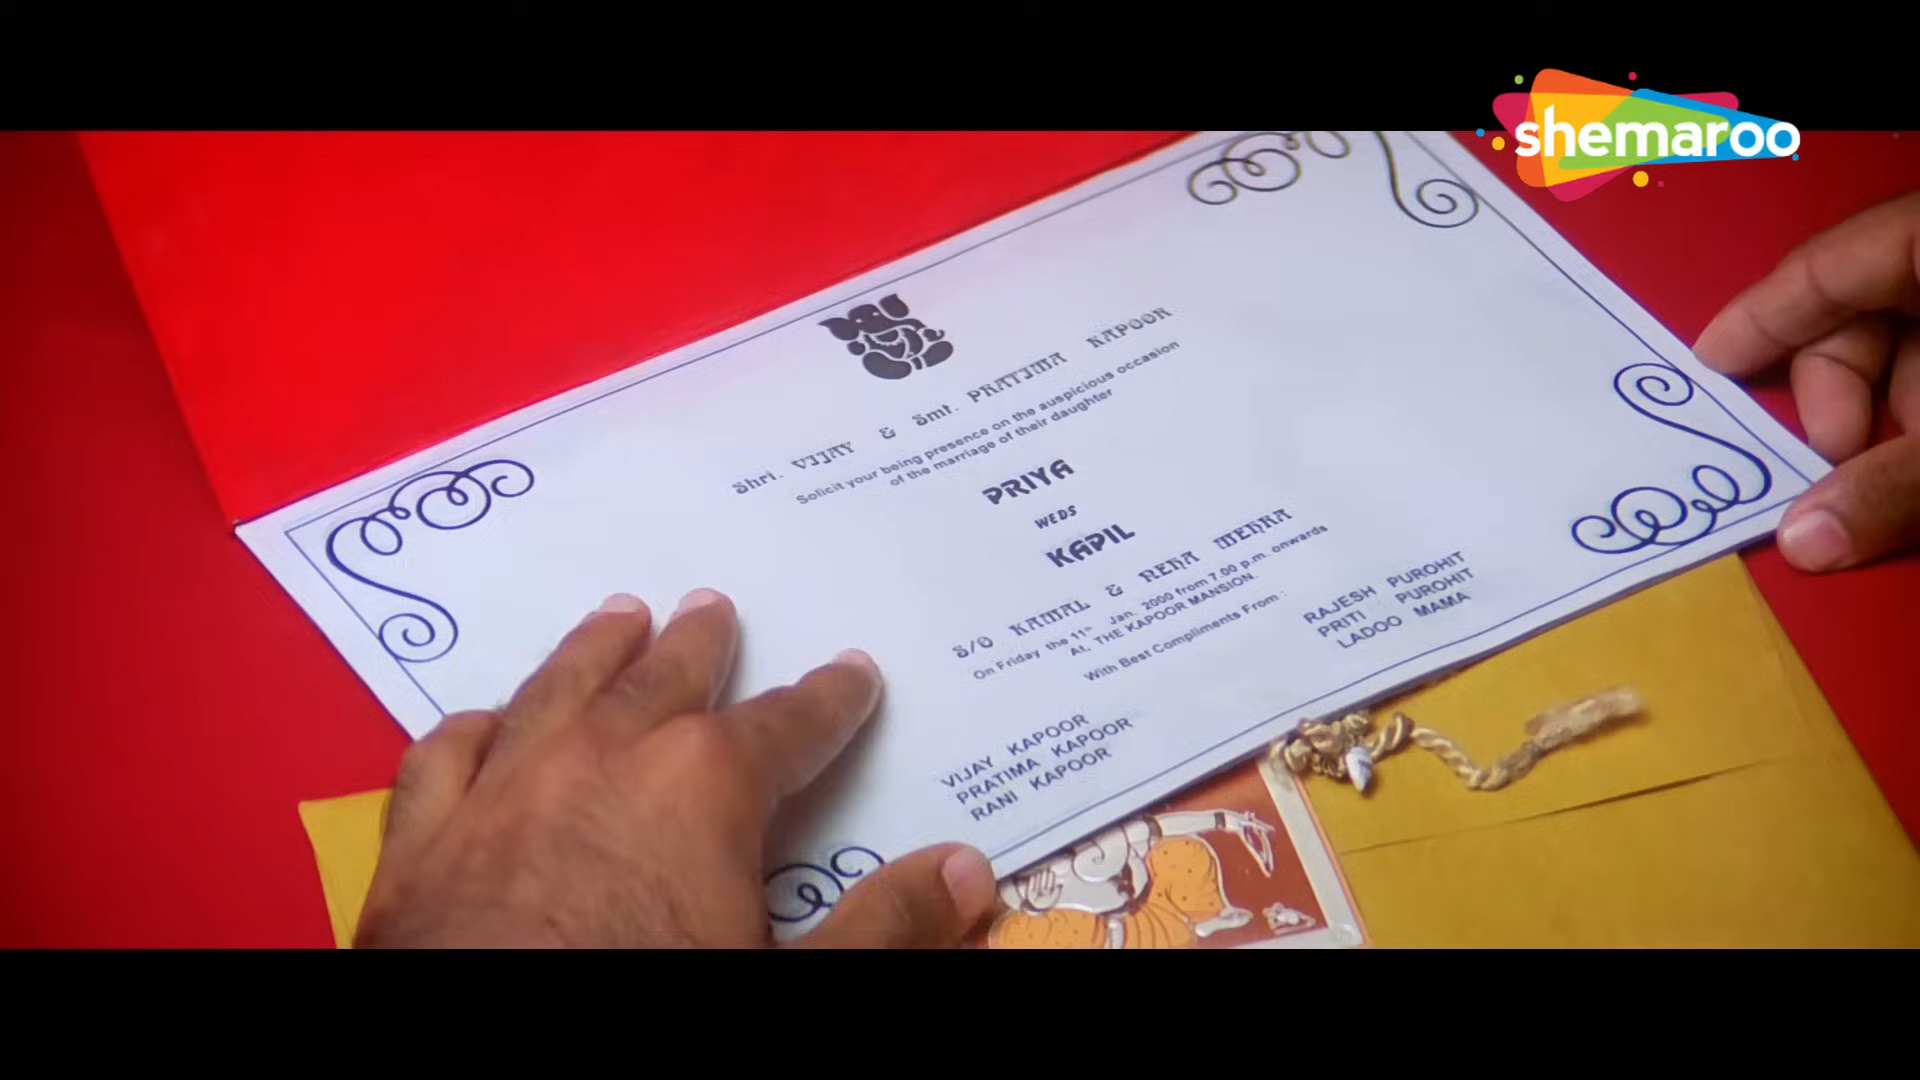 shemaroo
Shri. VIJAY & Smt. PRATIMA KAPOOR
Solicit your being presence on the auspicious occasion
of the marriage of their daughter
PRIYA
WEDS
KAPIL
S/O KAMAL & NEHA MEHRA
On Friday the 11th Jan. 2000 from 7.00 p.m. onwards
At, THE KAPOOR MANSION.
With Best Compliments From :
VIJAY KAPOOR
PRATIMA KAPOOR
RANI KAPOOR
RAJESH PUROHIT
PRITI PUROHIT
LADOO MAMA